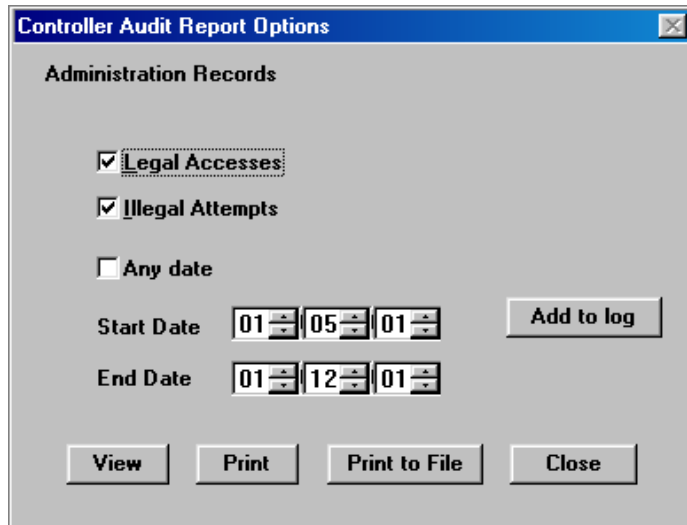 Controller Audit Report Options
Administration Records
Legal Accesses
Illegal Attempts
Any date
Start Date 01 05 01
Add to log
End Date 01 12 01
View Print Print to File Close